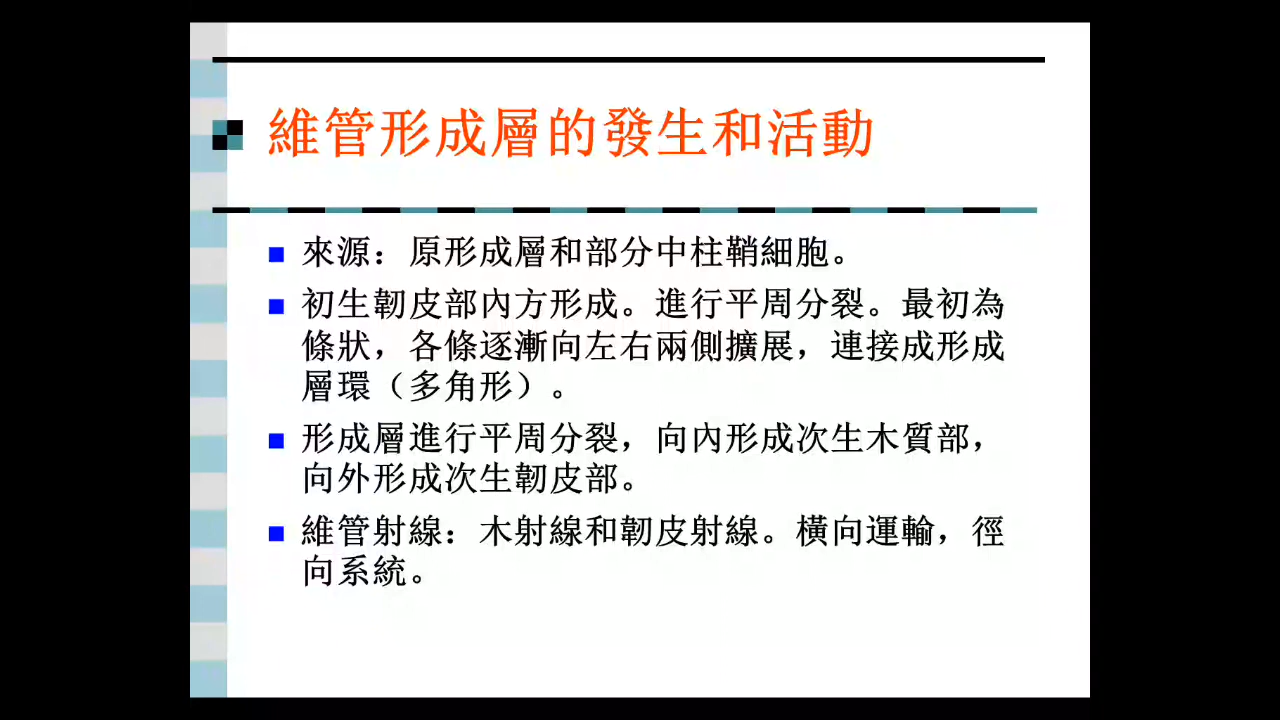 維管形成層的發生和活動
來源：原形成層和部分中柱鞘細胞。
初生韌皮部內方形成。進行平周分裂。最初為
條狀，各條逐漸向左右兩側擴展，連接成形成
層環（多角形）。
形成層進行平周分裂，向內形成次生木質部，
向外形成次生韌皮部。
維管射線：木射線和韌皮射線。橫向運輸，徑
向系統。